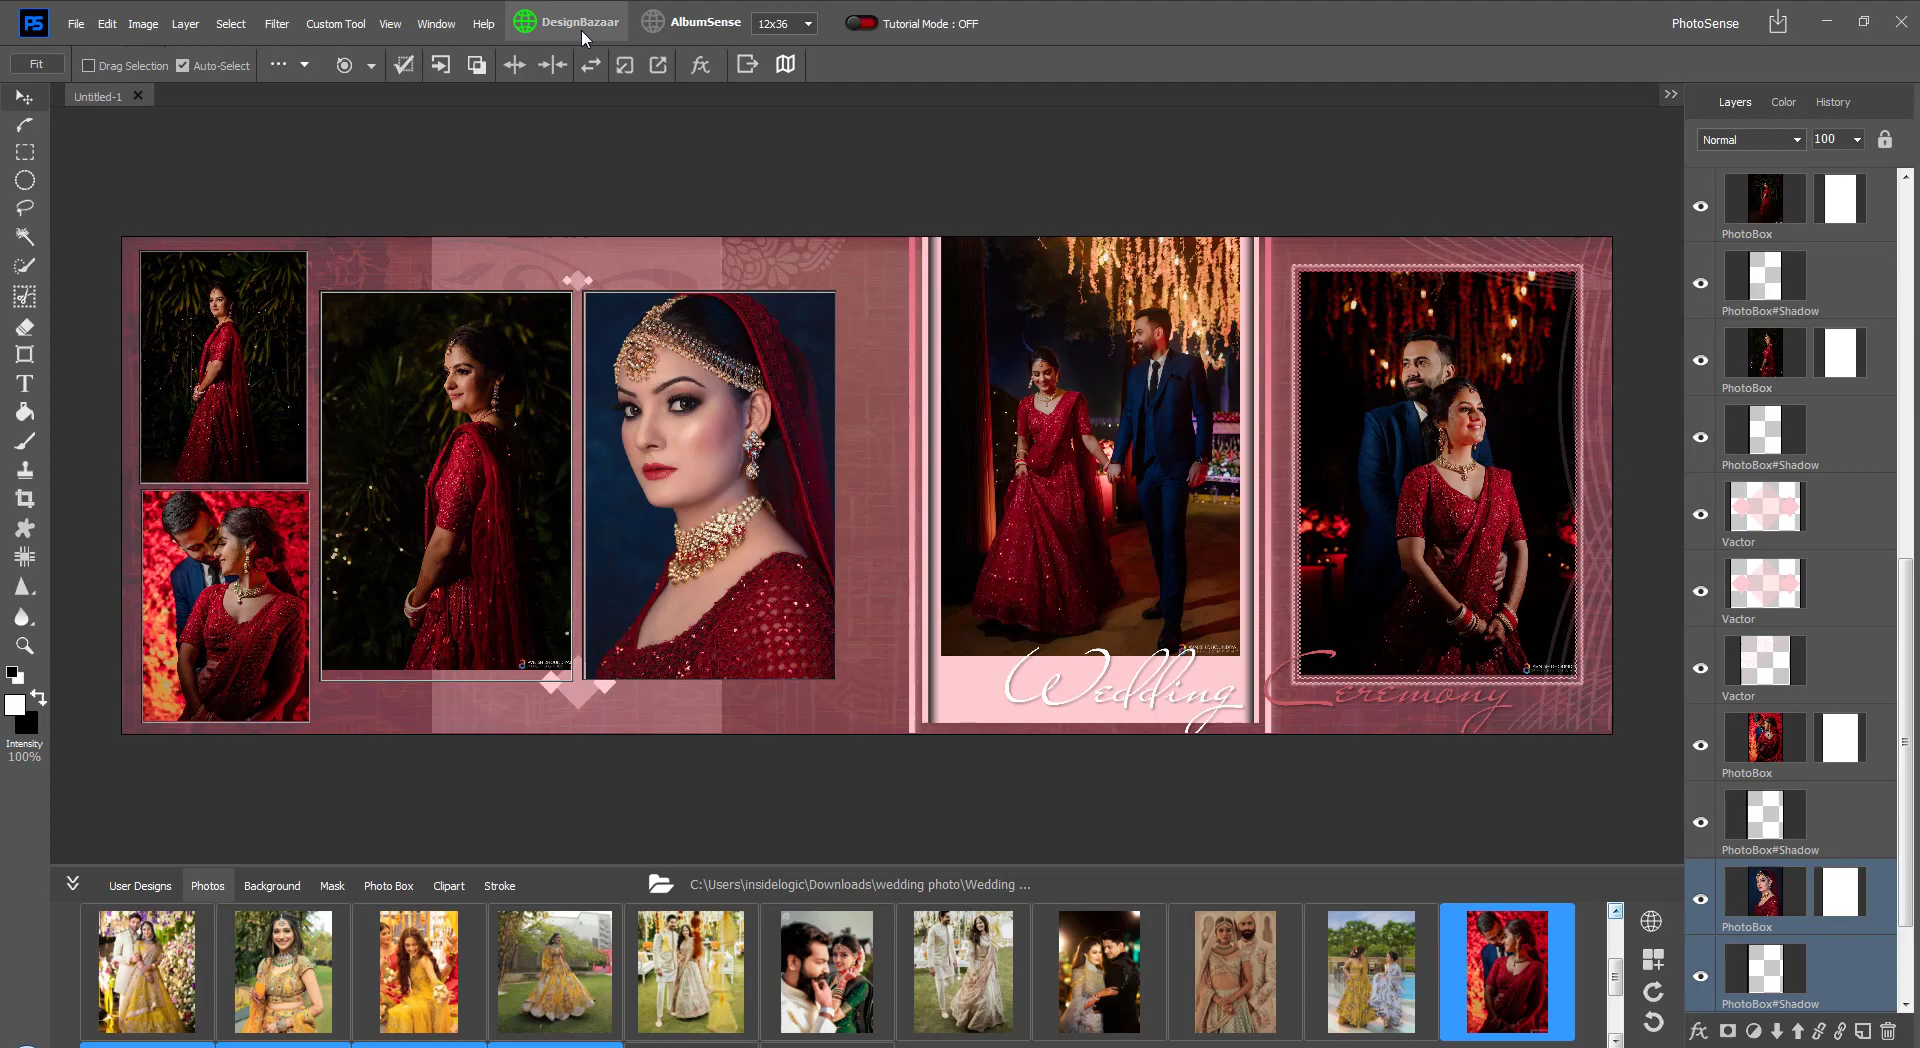 PS File Edit Image Layer Select Filter Custom Tool View Window Help DesignBazaar AlbumSense 12x36 Tutorial Mode : OFF PhotoSense
Fit Drag Selection Auto-Select fx
Untitled-1
Layers Color History
Normal 100
PhotoBox
PhotoBox#Shadow
PhotoBox
PhotoBox#Shadow
Vactor
Vactor
Vactor
PhotoBox
PhotoBox#Shadow
PhotoBox
PhotoBox#Shadow
fx
T
Intensity
100%
Wedding Ceremony
User Designs Photos Background Mask Photo Box Clipart Stroke C:\Users\insidelogic\Downloads\wedding photo\Wedding ...